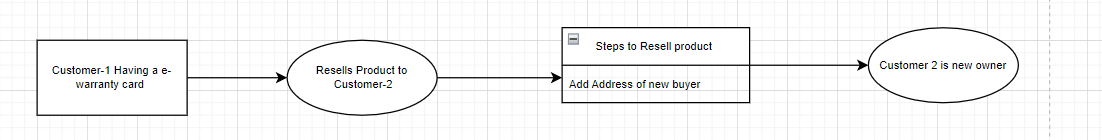 Customer-1 Having a e-
warranty card
Resells Product to
Customer-2
Steps to Resell product
Add Address of new buyer
Customer 2 is new owner